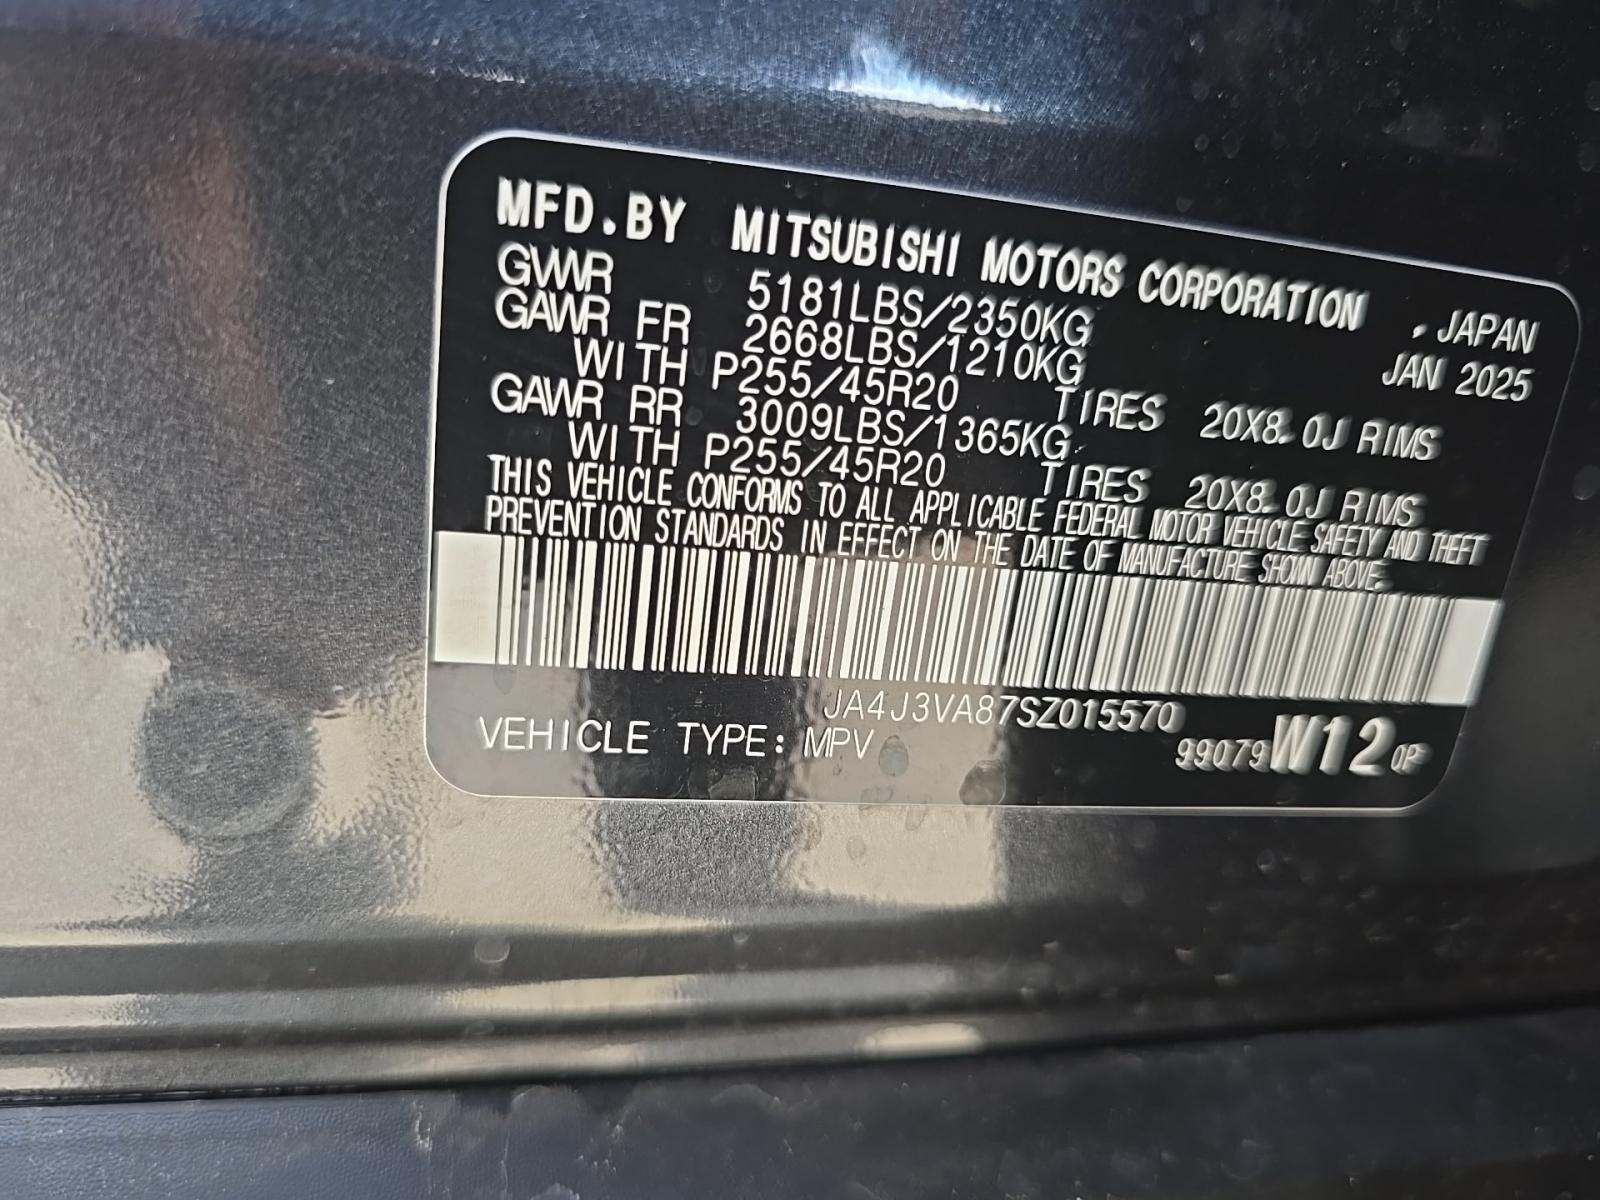 MFD.BY MITSUBISHI MOTORS CORPORATION , JAPAN
GVWR 5181LBS/2350KG JAN 2025
GAWR FR 2668LBS/1210KG
WITH P255/45R20 TIRES 20X8.0J RIMS
GAWR RR 3009LBS/1365KG
WITH P255/45R20 TIRES 20X8.0J RIMS
THIS VEHICLE CONFORMS TO ALL APPLICABLE FEDERAL MOTOR VEHICLE SAFETY AND THEFT
PREVENTION STANDARDS IN EFFECT ON THE DATE OF MANUFACTURE SHOWN ABOVE.
JA4J3VA87SZ015570
VEHICLE TYPE: MPV 99079 W12 OP